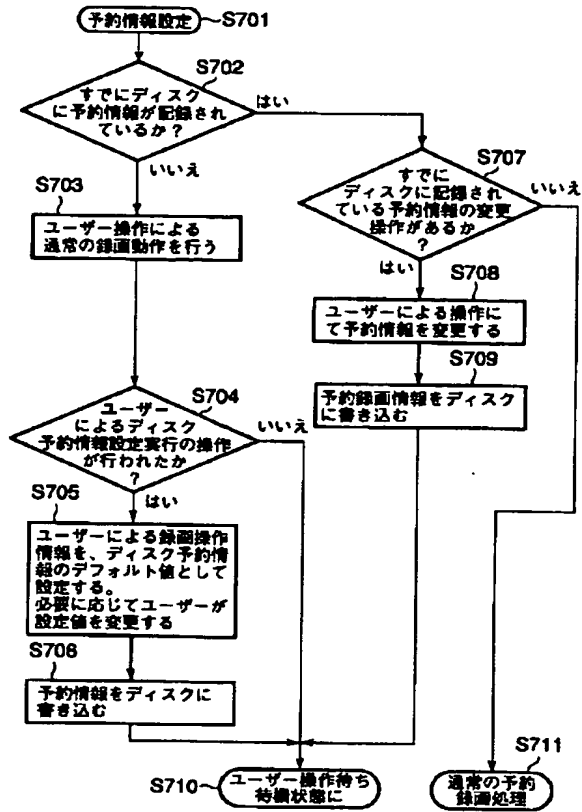 予約情報設定 S701
S702
すでにディスク
に予約情報が記録され
ているか？
はい
いいえ
S703
ユーザー操作による
通常の録画動作を行う
S704
ユーザー
によるディスク
予約情報設定実行の操作
が行われたか
？
いいえ
はい
S705
ユーザーによる録画操作
情報を、ディスク予約情
報のデフォルト値として
設定する。
必要に応じてユーザーが
設定値を変更する
S706
予約情報をディスクに
書き込む
S707
すでに
ディスクに記録され
ている予約情報の変更
操作があるか
？
いいえ
はい
S708
ユーザーによる操作に
て予約情報を変更する
S709
予約録画情報をディスク
に書き込む
S710
ユーザー操作待ち
待機状態に
S711
通常の予約
録画処理